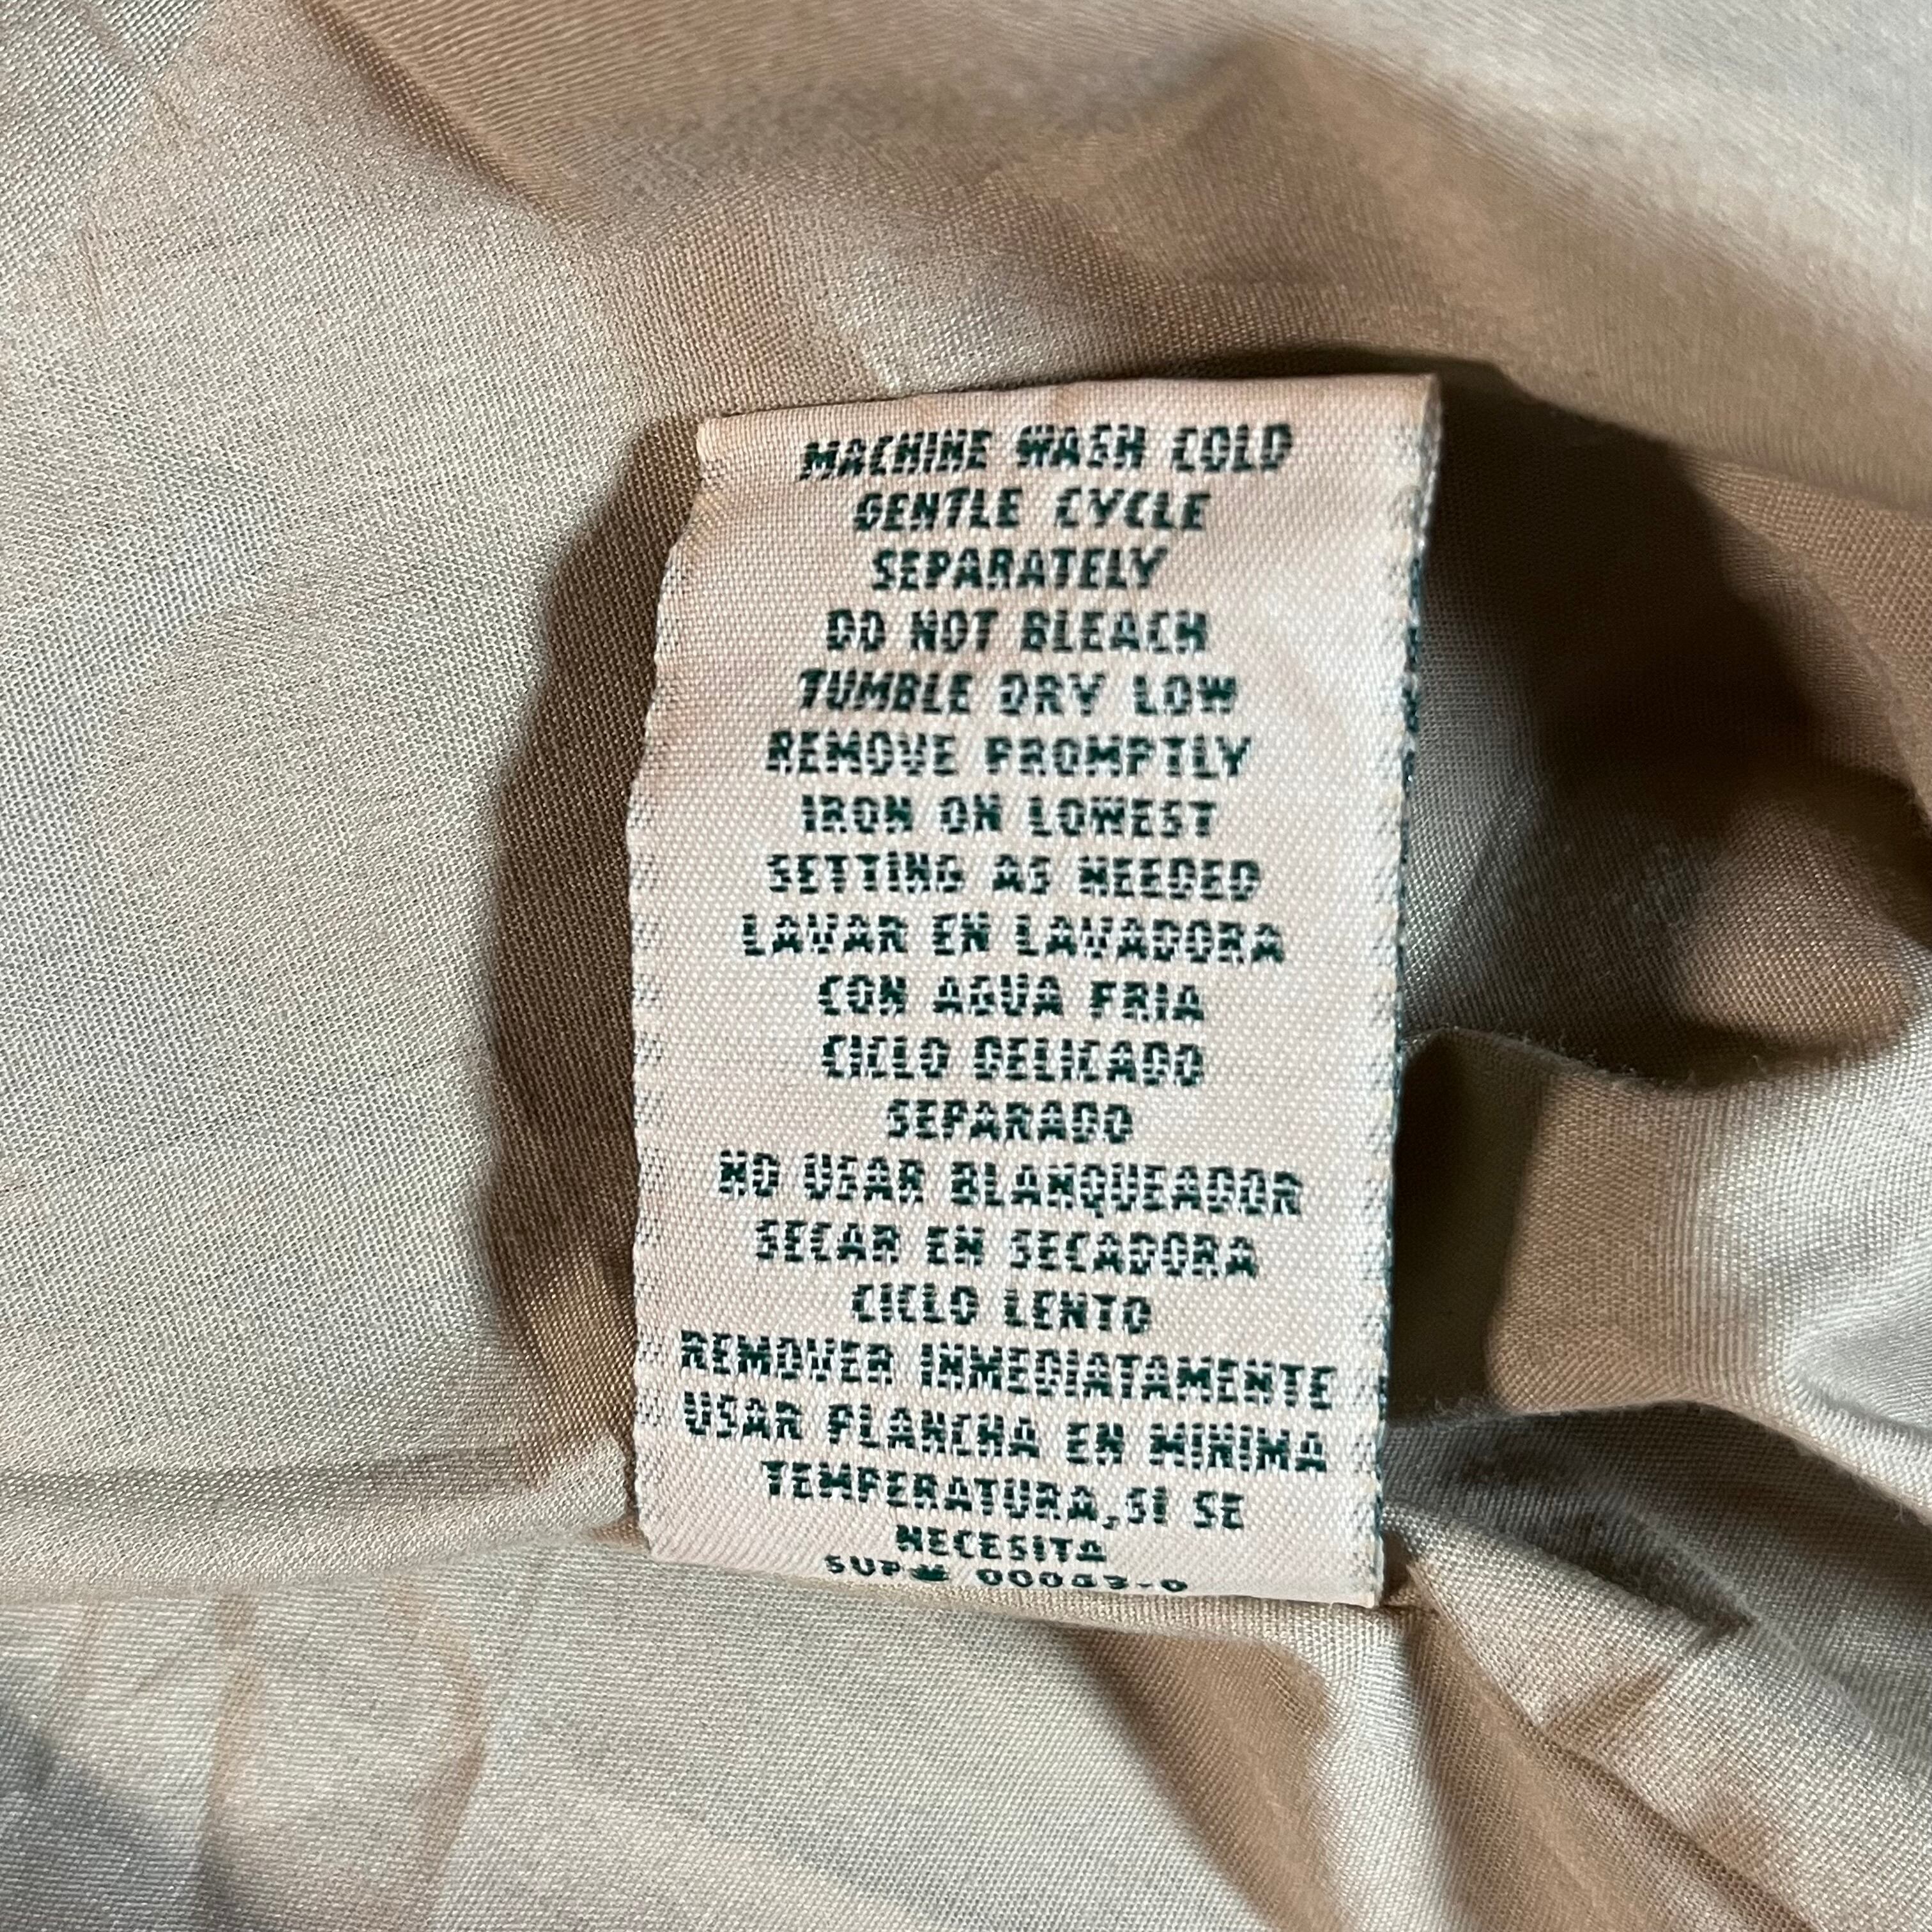 MACHINE WASH COLD
GENTLE CYCLE
SEPARATELY
DO NOT BLEACH
TUMBLE DRY LOW
REMOVE PROMPTLY
IRON ON LOWEST
SETTING AS NEEDED
LAVAR EN LAVADORA
CON AGUA FRIA
CICLO DELICADO
SEPARADO
NO USAR BLANQUEADOR
SECAR EN SECADORA
CICLO LENTO
REMOVER INMEDIATAMENTE
USAR PLANCHA EN MINIMA
TEMPERATURA,SI SE
NECESITA
SUP#